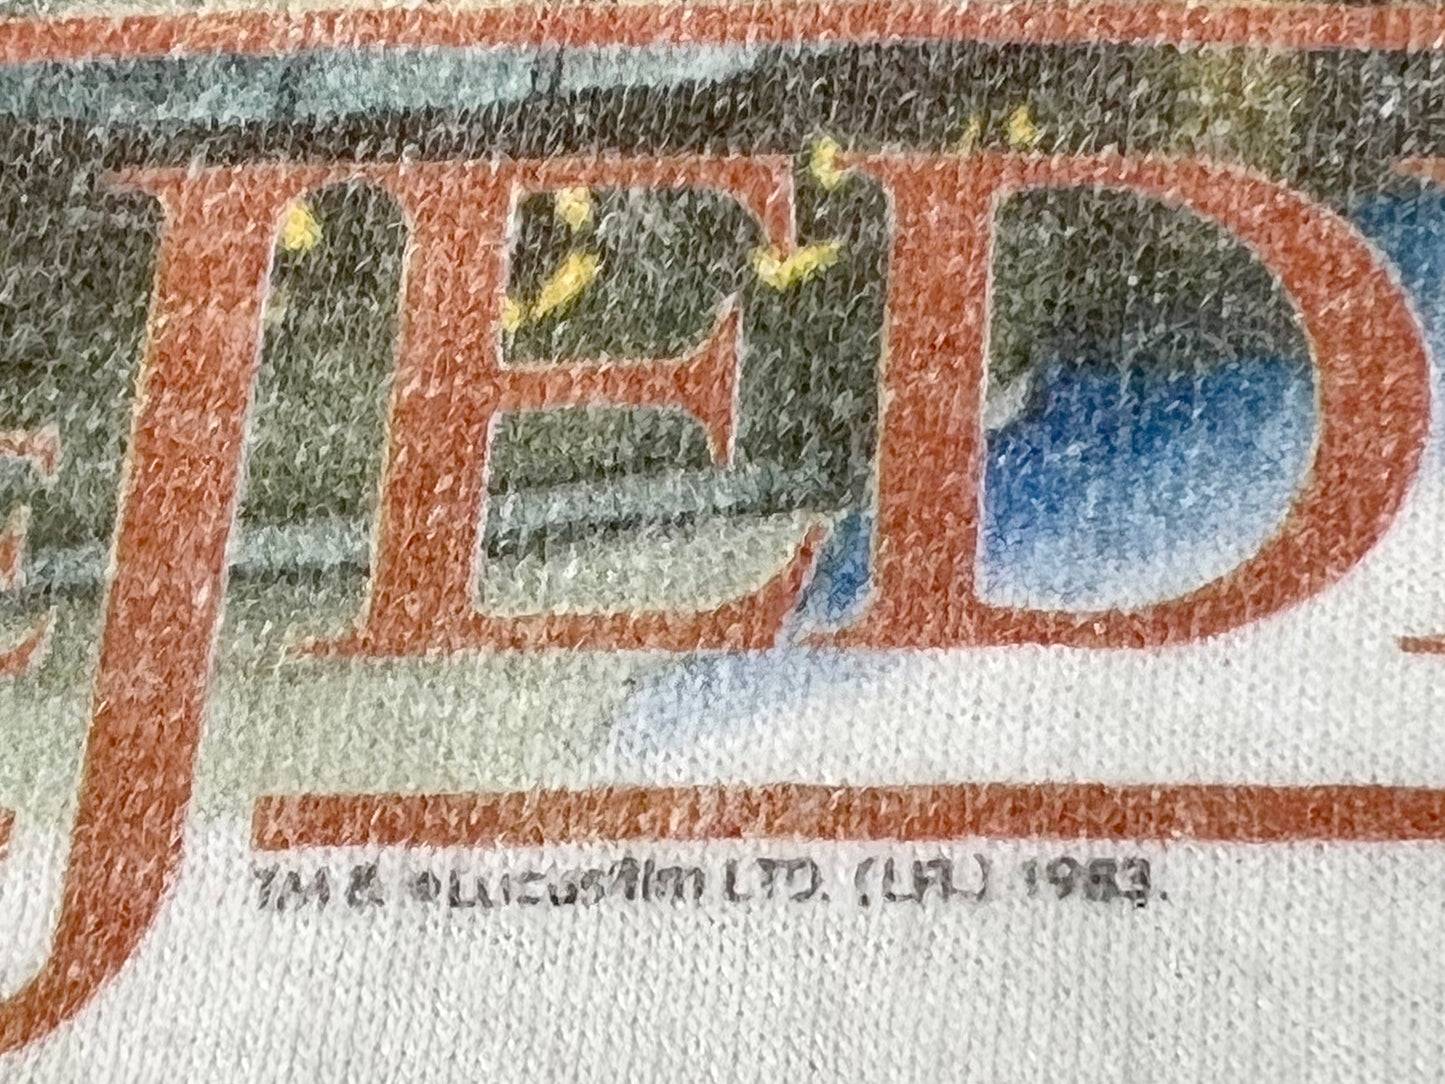 JED
TM & © Lucasfilm LTD. (LFL) 1983.